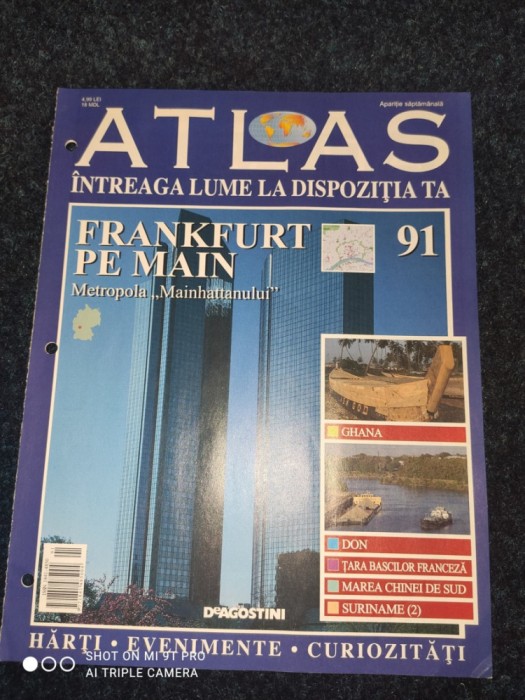 4,99 LEI
18 MDL
Apariție săptămânală
ATLAS
ÎNTREAGA LUME LA DISPOZIȚIA TA
FRANKFURT
PE MAIN
91
Metropola „Mainhattanului”
GHANA
DON
ȚARA BASCILOR FRANCEZĂ
MAREA CHINEI DE SUD
SURINAME (2)
DeAGOSTINI
HĂRȚI • EVENIMENTE • CURIOZITĂȚI
SHOT ON MI 9T PRO
AI TRIPLE CAMERA